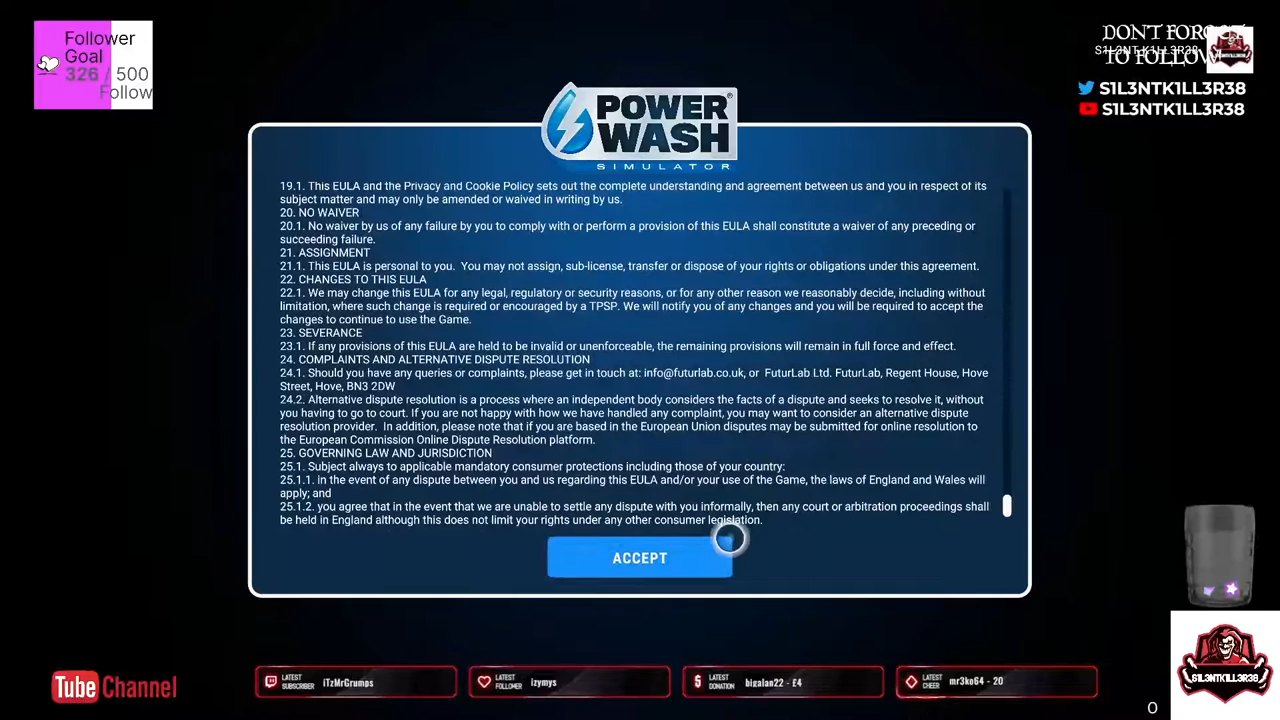 Follower
Goal
326 / 500
Follow
DONT FORGET
TO FOLLOW
S1L3NTK1LL3R38
S1L3NTK1LL3R38
S1L3NTK1LL3R38
POWER
WASH
SIMULATOR
19.1. This EULA and the Privacy and Cookie Policy sets out the complete understanding and agreement between us and you in respect of its
subject matter and may only be amended or waived in writing by us.
20. NO WAIVER
20.1. No waiver by us of any failure by you to comply with or perform a provision of this EULA shall constitute a waiver of any preceding or
succeeding failure.
21. ASSIGNMENT
21.1. This EULA is personal to you. You may not assign, sub-license, transfer or dispose of your rights or obligations under this agreement.
22. CHANGES TO THIS EULA
22.1. We may change this EULA for any legal, regulatory or security reasons, or for any other reason we reasonably decide, including without
limitation, where such change is required or encouraged by a TPSP. We will notify you of any changes and you will be required to accept the
changes to continue to use the Game.
23. SEVERANCE
23.1. If any provisions of this EULA are held to be invalid or unenforceable, the remaining provisions will remain in full force and effect.
24. COMPLAINTS AND ALTERNATIVE DISPUTE RESOLUTION
24.1. Should you have any queries or complaints, please get in touch at: info@futurlab.co.uk, or FuturLab Ltd. FuturLab, Regent House, Hove
Street, Hove, BN3 2DW
24.2. Alternative dispute resolution is a process where an independent body considers the facts of a dispute and seeks to resolve it, without
you having to go to court. If you are not happy with how we have handled any complaint, you may want to consider an alternative dispute
resolution provider. In addition, please note that if you are based in the European Union disputes may be submitted for online resolution to
the European Commission Online Dispute Resolution platform.
25. GOVERNING LAW AND JURISDICTION
25.1. Subject always to applicable mandatory consumer protections including those of your country:
25.1.1. in the event of any dispute between you and us regarding this EULA and/or your use of the Game, the laws of England and Wales will
apply; and
25.1.2. you agree that in the event that we are unable to settle any dispute with you informally, then any court or arbitration proceedings shall
be held in England although this does not limit your rights under any other consumer legislation.
ACCEPT
Tube Channel
LATEST
SUBSCRIBER
iTzMrGrumps
LATEST
FOLLOWER
izymys
LATEST
DONATION
bigalan22 - £4
LATEST
CHEER
mr3ko64 - 20
S1L3NTK1LL3R38
0